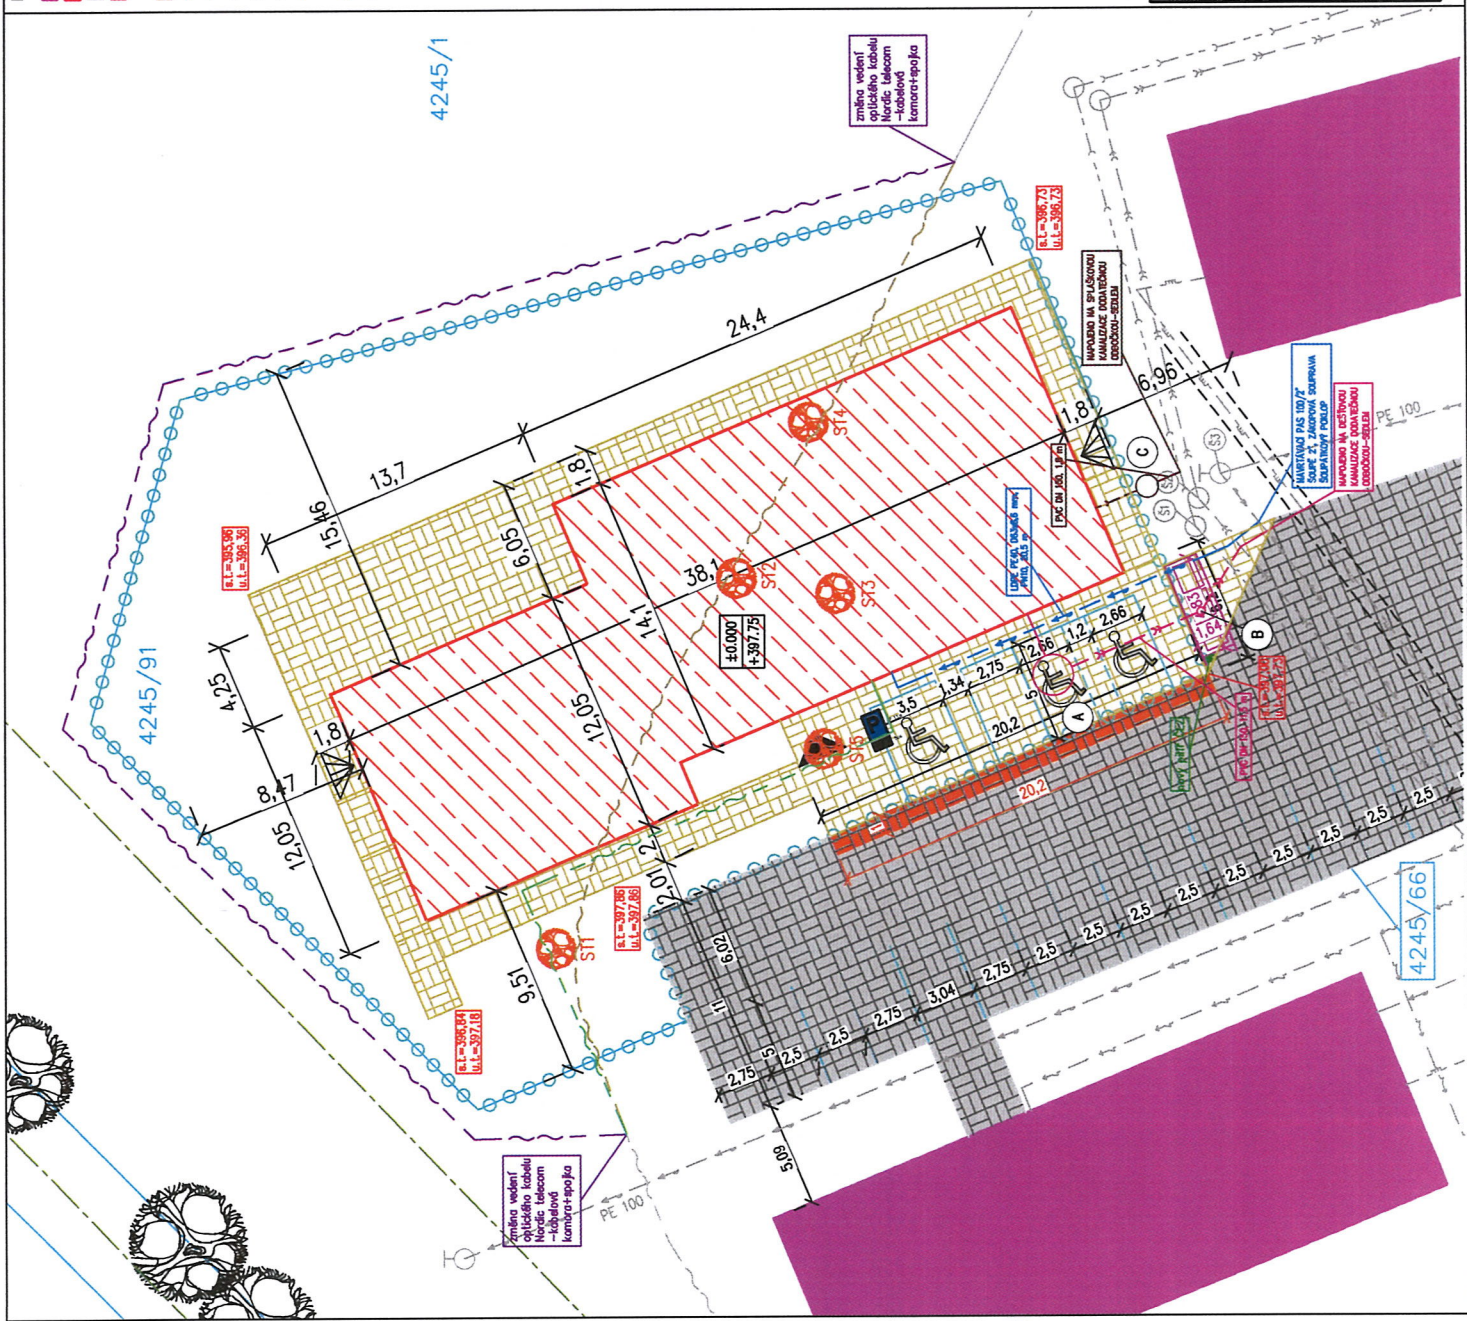 4245/1
změna vedení
optického kabelu
Nordic telecom
-kabelová
komora+spojka
s.t.=396,73
u.t.=396,73
24,4
NAPOJENO NA SPLAŠKOVOU
KANALIZACE DODATEČNOU
ODBOČKOU-SEDLEM
13,7
15,46
1,8
6,05
s.t.=395,96
u.t.=396,36
4245/91
4,25
1,8
8,47
12,05
38,1
14,1
12,05
ST4
ST2
ST3
±0.000
+397.75
1,8
6,96
PE 100
NAVRTÁVACÍ PAS 100/2"
SOUPRAVA
ŠOUPÁTKOVÝ POKLOP
NAPOJENO NA DEŠŤOVOU
KANALIZACE DODATEČNOU
ODBOČKOU-SEDLEM
C
Š1
Š3
B
A
1,64
2,66
1,2
2,66
2,75
1,34
3,5
5
20,2
20,2
1
P
ST5
2
2,01
s.t.=397,86
u.t.=397,86
ST1
9,51
s.t.=396,84
u.t.=397,18
6,02
11
5
2,75
2,5
2,5
2,75
3,04
2,75
2,5
2,5
2,5
2,5
2,5
2,5
2,5
2,5
5,09
4245/66
změna vedení
optického kabelu
Nordic telecom
-kabelová
komora+spojka
PE 100